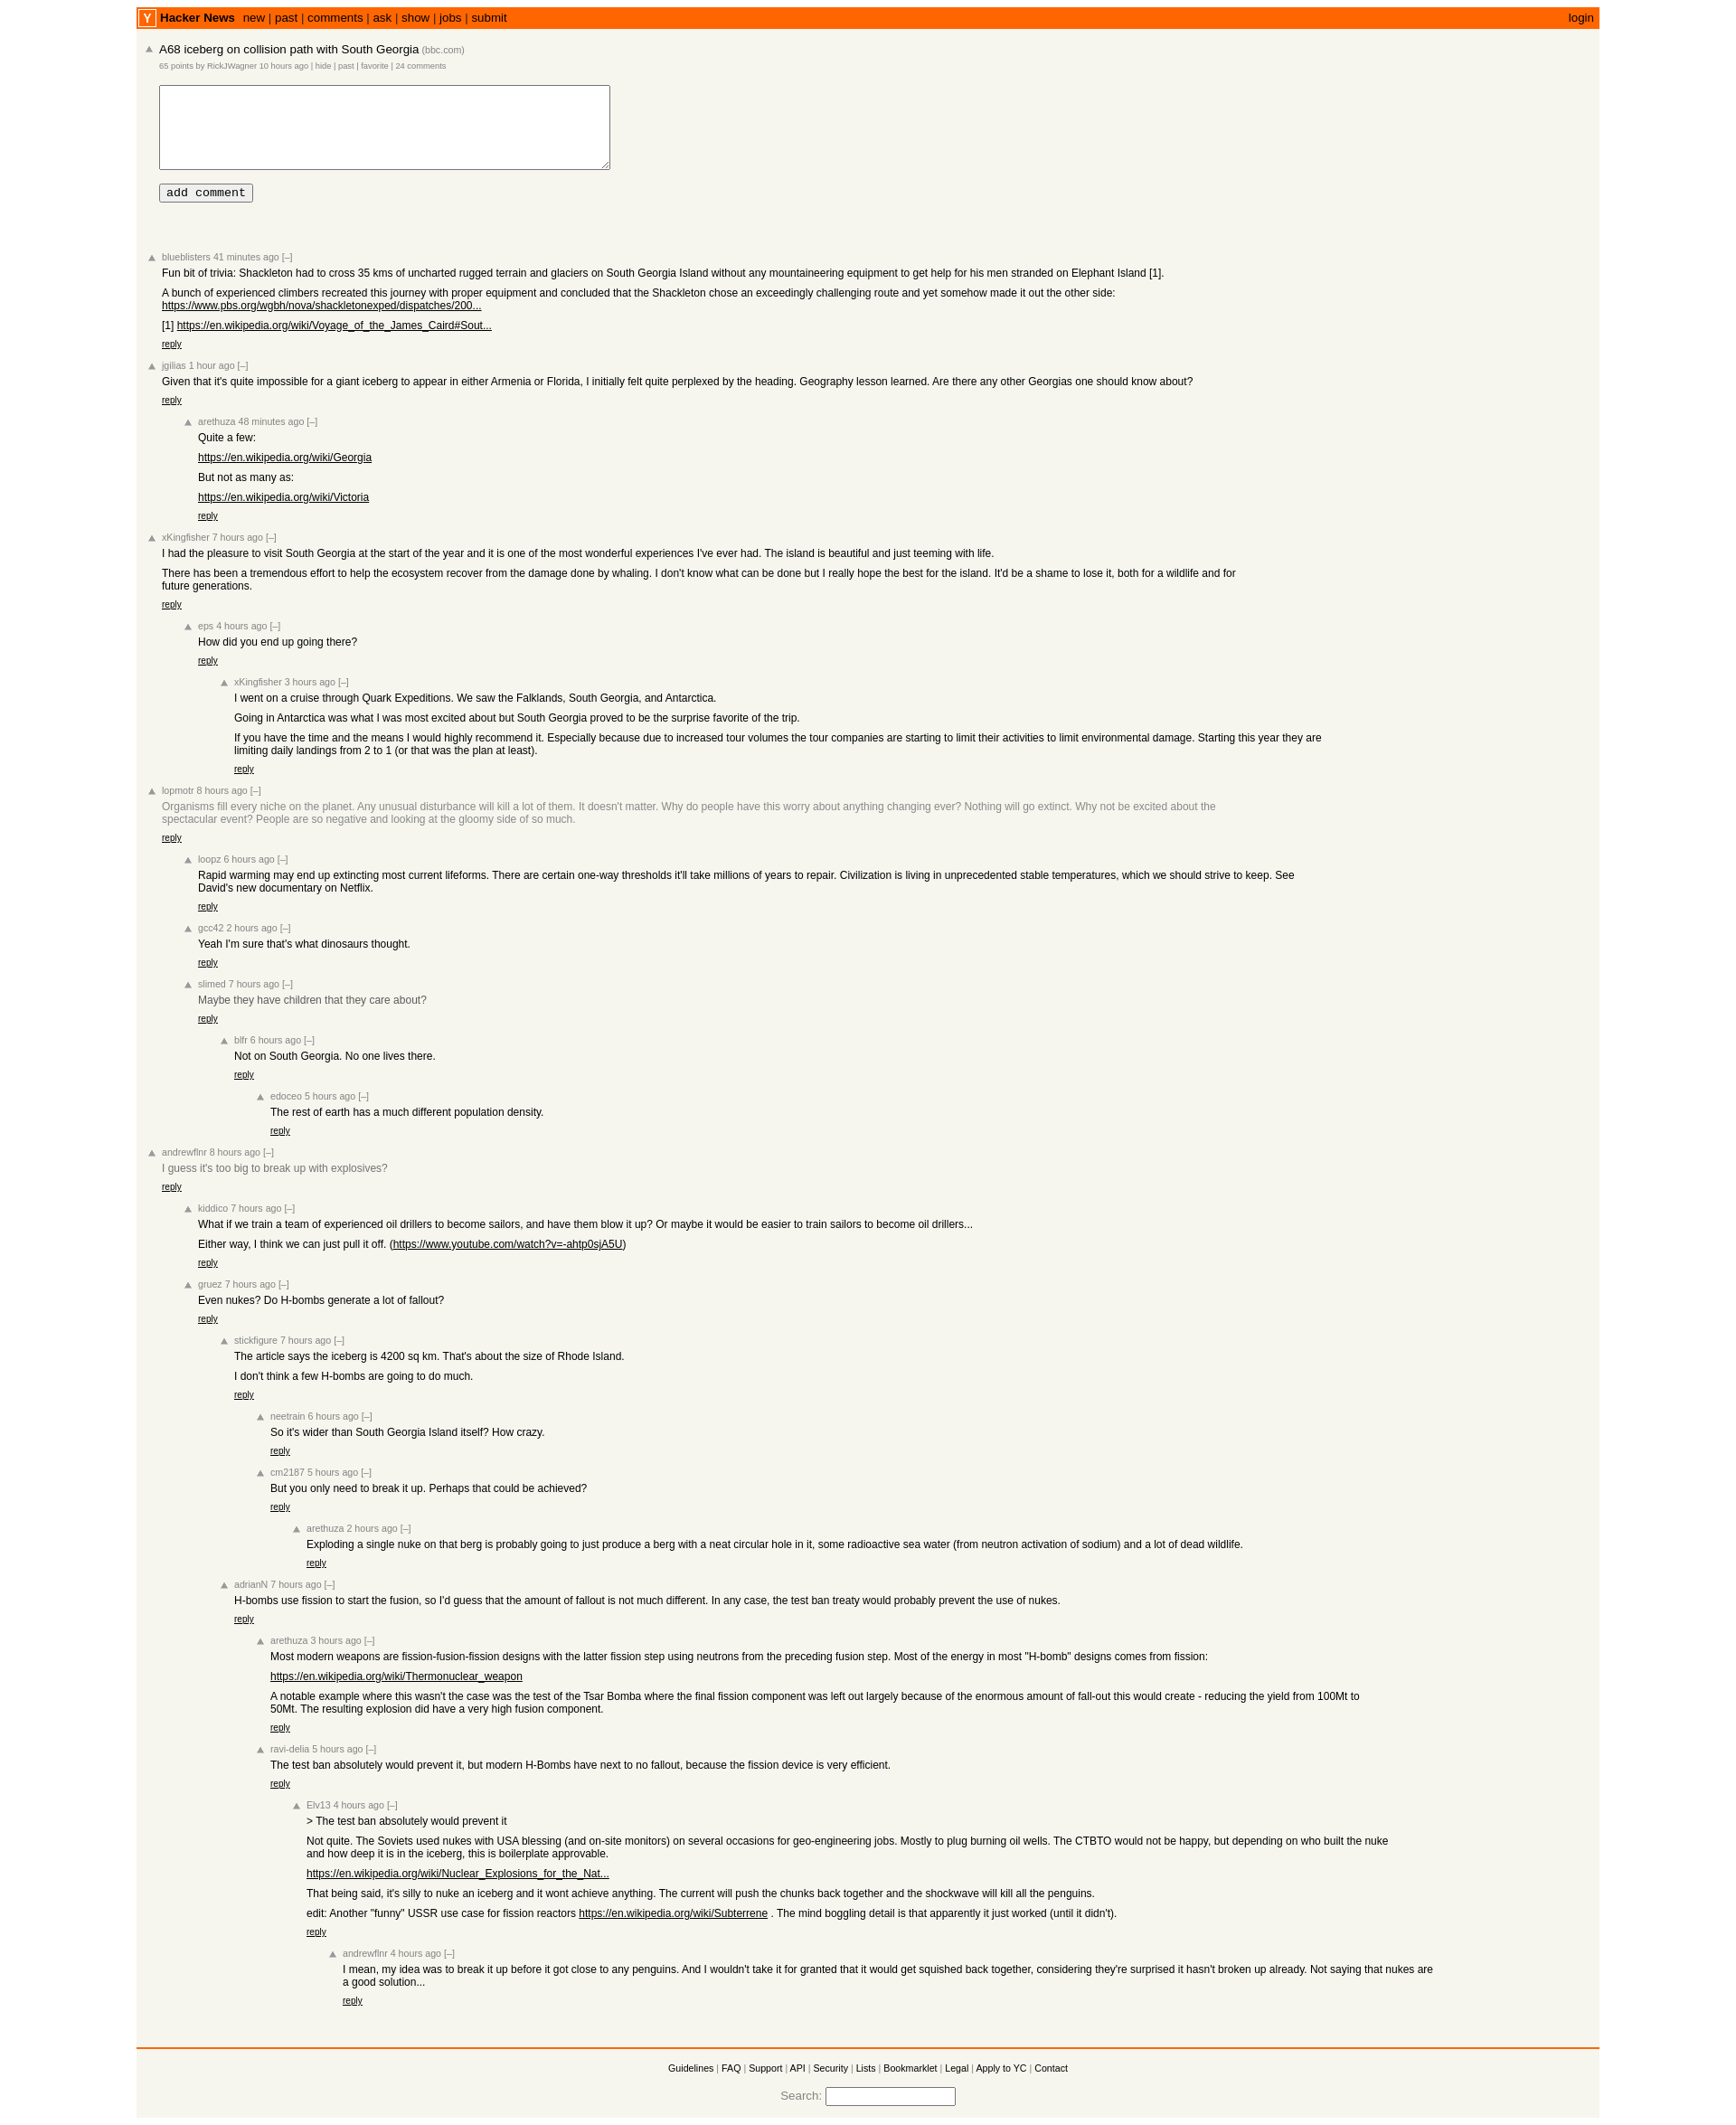 Y Hacker News new | past | comments | ask | show | jobs | submit login
A68 iceberg on collision path with South Georgia (bbc.com)
65 points by RickJWagner 10 hours ago | hide | past | favorite | 24 comments
add comment
blueblisters 41 minutes ago [–]
Fun bit of trivia: Shackleton had to cross 35 kms of uncharted rugged terrain and glaciers on South Georgia Island without any mountaineering equipment to get help for his men stranded on Elephant Island [1].
A bunch of experienced climbers recreated this journey with proper equipment and concluded that the Shackleton chose an exceedingly challenging route and yet somehow made it out the other side:
https://www.pbs.org/wgbh/nova/shackletonexped/dispatches/200...
[1] https://en.wikipedia.org/wiki/Voyage_of_the_James_Caird#Sout...
reply
jgilias 1 hour ago [–]
Given that it's quite impossible for a giant iceberg to appear in either Armenia or Florida, I initially felt quite perplexed by the heading. Geography lesson learned. Are there any other Georgias one should know about?
reply
arethuza 48 minutes ago [–]
Quite a few:
https://en.wikipedia.org/wiki/Georgia
But not as many as:
https://en.wikipedia.org/wiki/Victoria
reply
xKingfisher 7 hours ago [–]
I had the pleasure to visit South Georgia at the start of the year and it is one of the most wonderful experiences I've ever had. The island is beautiful and just teeming with life.
There has been a tremendous effort to help the ecosystem recover from the damage done by whaling. I don't know what can be done but I really hope the best for the island. It'd be a shame to lose it, both for a wildlife and for
future generations.
reply
eps 4 hours ago [–]
How did you end up going there?
reply
xKingfisher 3 hours ago [–]
I went on a cruise through Quark Expeditions. We saw the Falklands, South Georgia, and Antarctica.
Going in Antarctica was what I was most excited about but South Georgia proved to be the surprise favorite of the trip.
If you have the time and the means I would highly recommend it. Especially because due to increased tour volumes the tour companies are starting to limit their activities to limit environmental damage. Starting this year they are
limiting daily landings from 2 to 1 (or that was the plan at least).
reply
lopmotr 8 hours ago [–]
Organisms fill every niche on the planet. Any unusual disturbance will kill a lot of them. It doesn't matter. Why do people have this worry about anything changing ever? Nothing will go extinct. Why not be excited about the
spectacular event? People are so negative and looking at the gloomy side of so much.
reply
loopz 6 hours ago [–]
Rapid warming may end up extincting most current lifeforms. There are certain one-way thresholds it'll take millions of years to repair. Civilization is living in unprecedented stable temperatures, which we should strive to keep. See
David's new documentary on Netflix.
reply
gcc42 2 hours ago [–]
Yeah I'm sure that's what dinosaurs thought.
reply
slimed 7 hours ago [–]
Maybe they have children that they care about?
reply
blfr 6 hours ago [–]
Not on South Georgia. No one lives there.
reply
edoceo 5 hours ago [–]
The rest of earth has a much different population density.
reply
andrewflnr 8 hours ago [–]
I guess it's too big to break up with explosives?
reply
kiddico 7 hours ago [–]
What if we train a team of experienced oil drillers to become sailors, and have them blow it up? Or maybe it would be easier to train sailors to become oil drillers...
Either way, I think we can just pull it off. (https://www.youtube.com/watch?v=-ahtp0sjA5U)
reply
gruez 7 hours ago [–]
Even nukes? Do H-bombs generate a lot of fallout?
reply
stickfigure 7 hours ago [–]
The article says the iceberg is 4200 sq km. That's about the size of Rhode Island.
I don't think a few H-bombs are going to do much.
reply
neetrain 6 hours ago [–]
So it's wider than South Georgia Island itself? How crazy.
reply
cm2187 5 hours ago [–]
But you only need to break it up. Perhaps that could be achieved?
reply
arethuza 2 hours ago [–]
Exploding a single nuke on that berg is probably going to just produce a berg with a neat circular hole in it, some radioactive sea water (from neutron activation of sodium) and a lot of dead wildlife.
reply
adrianN 7 hours ago [–]
H-bombs use fission to start the fusion, so I'd guess that the amount of fallout is not much different. In any case, the test ban treaty would probably prevent the use of nukes.
reply
arethuza 3 hours ago [–]
Most modern weapons are fission-fusion-fission designs with the latter fission step using neutrons from the preceding fusion step. Most of the energy in most "H-bomb" designs comes from fission:
https://en.wikipedia.org/wiki/Thermonuclear_weapon
A notable example where this wasn't the case was the test of the Tsar Bomba where the final fission component was left out largely because of the enormous amount of fall-out this would create - reducing the yield from 100Mt to
50Mt. The resulting explosion did have a very high fusion component.
reply
ravi-delia 5 hours ago [–]
The test ban absolutely would prevent it, but modern H-Bombs have next to no fallout, because the fission device is very efficient.
reply
Elv13 4 hours ago [–]
> The test ban absolutely would prevent it
Not quite. The Soviets used nukes with USA blessing (and on-site monitors) on several occasions for geo-engineering jobs. Mostly to plug burning oil wells. The CTBTO would not be happy, but depending on who built the nuke
and how deep it is in the iceberg, this is boilerplate approvable.
https://en.wikipedia.org/wiki/Nuclear_Explosions_for_the_Nat...
That being said, it's silly to nuke an iceberg and it wont achieve anything. The current will push the chunks back together and the shockwave will kill all the penguins.
edit: Another "funny" USSR use case for fission reactors https://en.wikipedia.org/wiki/Subterrene . The mind boggling detail is that apparently it just worked (until it didn't).
reply
andrewflnr 4 hours ago [–]
I mean, my idea was to break it up before it got close to any penguins. And I wouldn't take it for granted that it would get squished back together, considering they're surprised it hasn't broken up already. Not saying that nukes are
a good solution...
reply
Guidelines | FAQ | Support | API | Security | Lists | Bookmarklet | Legal | Apply to YC | Contact
Search: